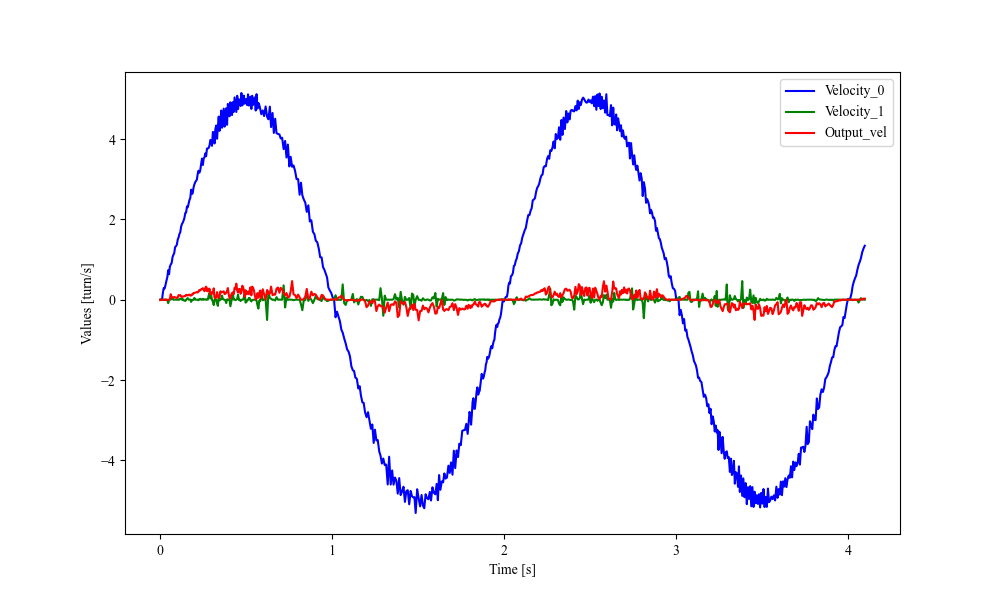 Velocity_0
Velocity_1
Output_vel
Values [turn/s]
4
2
0
−2
−4
0 1 2 3 4
Time [s]